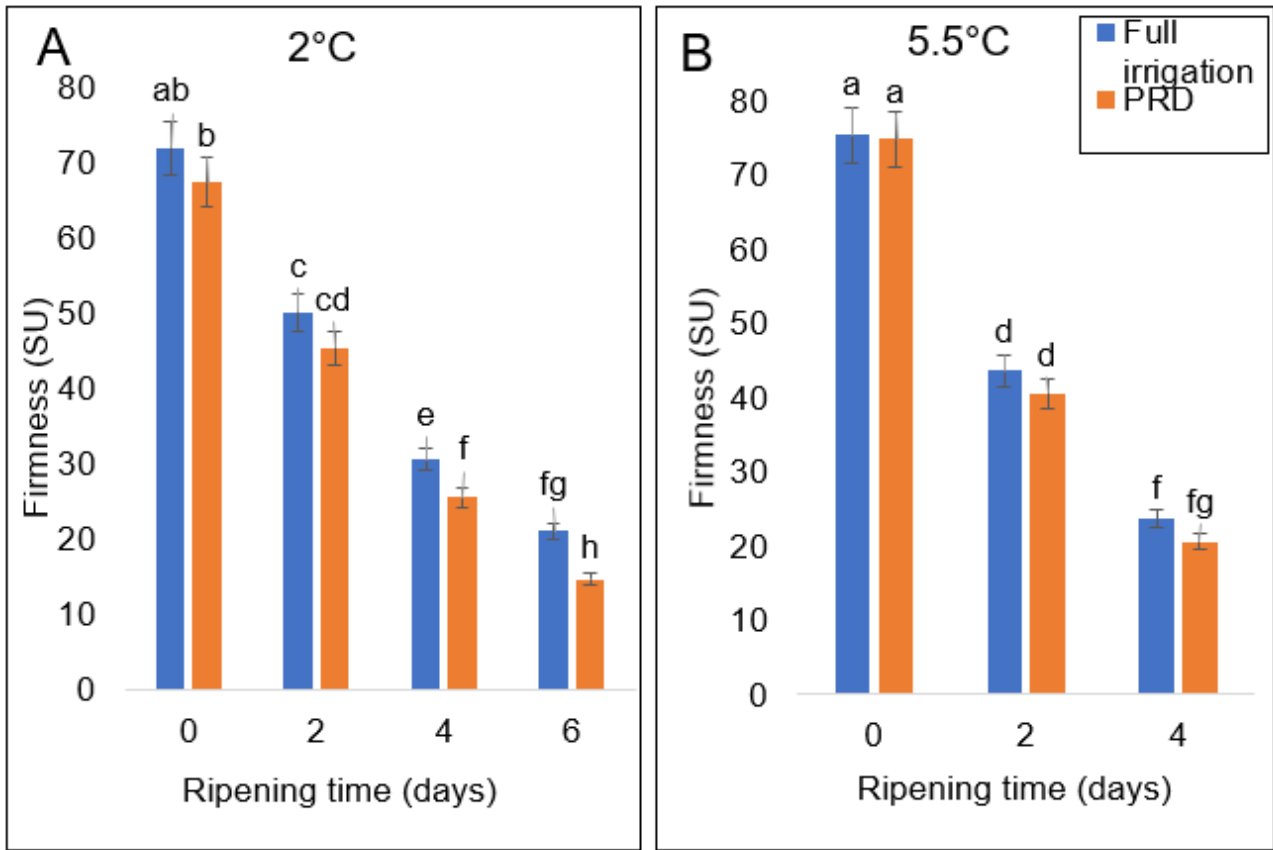 A
2°C
80
70
60
50
40
30
20
10
0
Firmness (SU)
ab
b
c
cd
e
f
fg
h
0 2 4 6
Ripening time (days)
B
5.5°C
Full
irrigation
PRD
80
70
60
50
40
30
20
10
0
Firmness (SU)
a
a
d
d
f
fg
0 2 4
Ripening time (days)